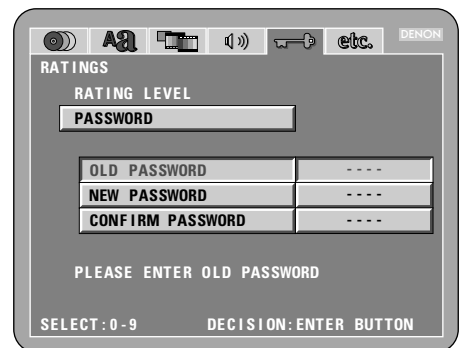 Aa etc. DENON
RATINGS
RATING LEVEL
PASSWORD
OLD PASSWORD ----
NEW PASSWORD ----
CONFIRM PASSWORD ----
PLEASE ENTER OLD PASSWORD
SELECT:0-9 DECISION:ENTER BUTTON